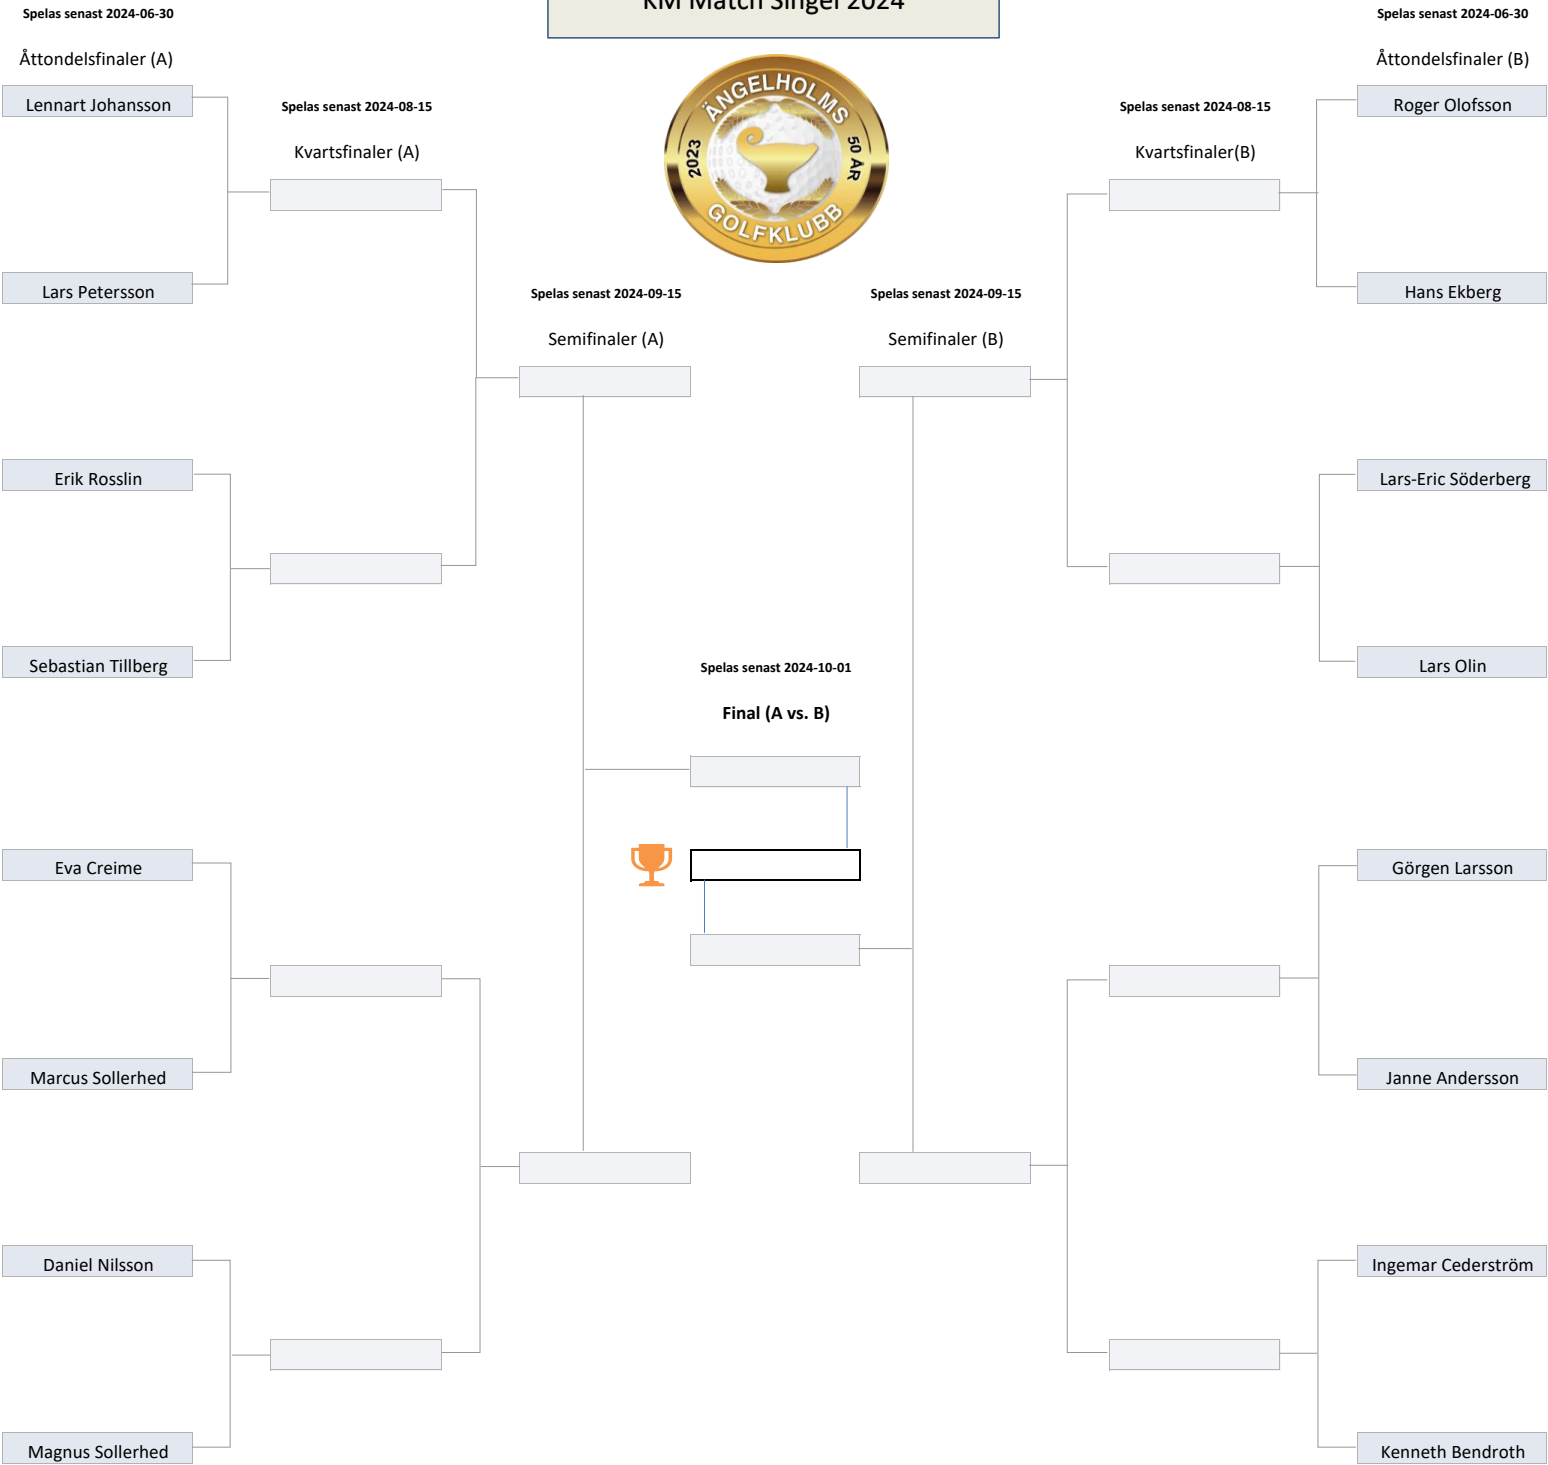 KM Match Singel 2024
Spelas senast 2024-06-30
Spelas senast 2024-06-30
Åttondelsfinaler (A)
Åttondelsfinaler (B)
Lennart Johansson
Spelas senast 2024-08-15
ÄNGELHOLMS
2023
50 ÅR
GOLFKLUBB
Spelas senast 2024-08-15
Roger Olofsson
Kvartsfinaler (A)
Kvartsfinaler(B)
Lars Petersson
Spelas senast 2024-09-15
Spelas senast 2024-09-15
Hans Ekberg
Semifinaler (A)
Semifinaler (B)
Erik Rosslin
Lars-Eric Söderberg
Sebastian Tillberg
Spelas senast 2024-10-01
Lars Olin
Final (A vs. B)
Eva Creime
Görgen Larsson
Marcus Sollerhed
Janne Andersson
Daniel Nilsson
Ingemar Cederström
Magnus Sollerhed
Kenneth Bendroth